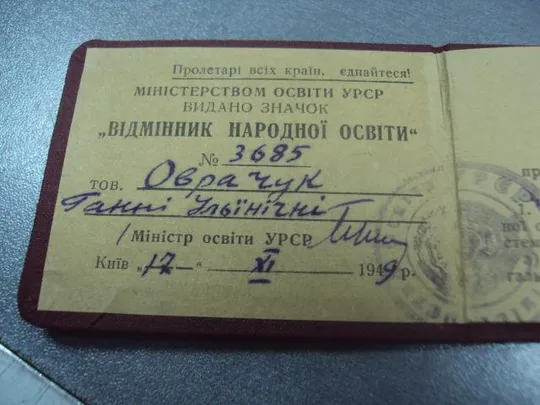 Пролетарі всіх країн, єднайтеся!
МІНІСТЕРСТВОМ ОСВІТИ УРСР
ВИДАНО ЗНАЧОК
„ВІДМІННИК НАРОДНОЇ ОСВІТИ“
№ 3685
тов. Оврачук
Ганні Ульїнічні
Міністр освіти УРСР
Київ „17“ XI 1949 р.